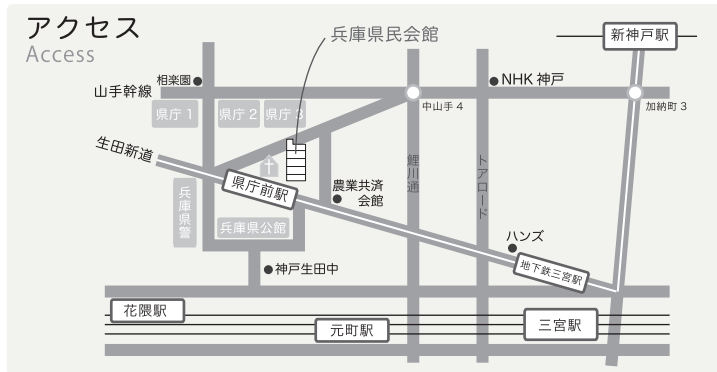 アクセス
Access
兵庫県民会館
新神戸駅
相楽園
NHK 神戸
山手幹線
中山手 4
加納町 3
県庁 1
県庁 2
県庁 3
生田新道
鯉川通
トアロード
県庁前駅
農業共済
会館
兵庫県警
兵庫県公館
ハンズ
神戸生田中
地下鉄三宮駅
花隈駅
元町駅
三宮駅